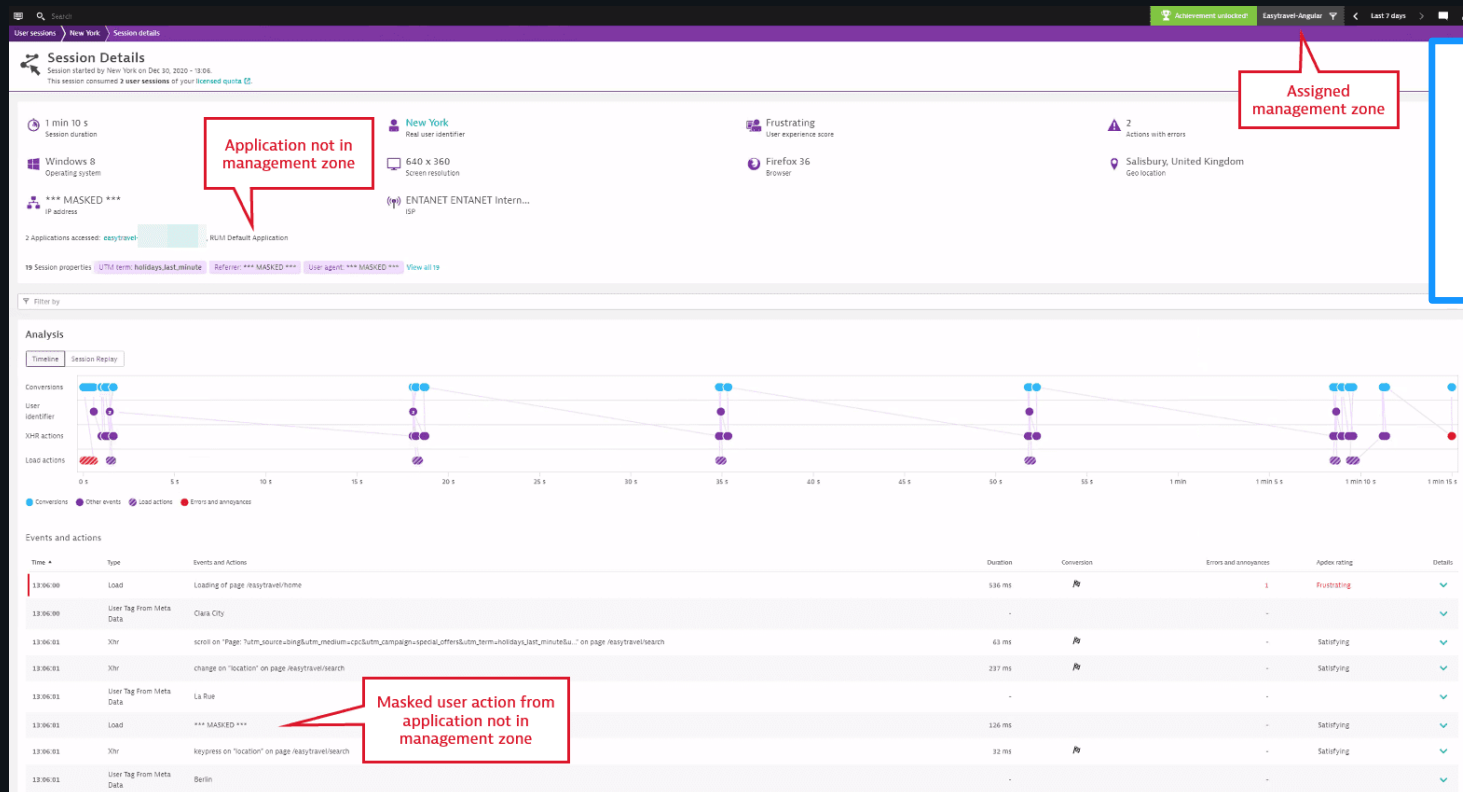 Search
Achievement unlocked!
Easytravel-Angular
Last 7 days
User sessions
New York
Session details
Session Details
Session started by New York on Dec 30, 2020 - 13:06.
This session consumed 2 user sessions of your licensed quota
Assigned
management zone
1 min 10 s
Session duration
Application not in
management zone
New York
Real user identifier
Frustrating
User experience score
2
Actions with errors
Windows 8
Operating system
640 x 360
Screen resolution
Firefox 36
Browser
Salisbury, United Kingdom
Geo location
*** MASKED ***
IP address
ENTANET ENTANET Intern...
ISP
2 Applications accessed: easytravel- , RUM Default Application
19 Session properties UTM term: holidays,last,minute Referrer: *** MASKED *** User agent: *** MASKED *** View all 19
Filter by
Analysis
Timeline Session Replay
Conversions
User
identifier
2 2
XHR actions
Load actions
0 s 5 s 10 s 15 s 20 s 25 s 30 s 35 s 40 s 45 s 50 s 55 s 1 min 1 min 5 s 1 min 10 s 1 min 15 s
Conversions Other events Load actions Errors and annoyances
Events and actions
Time Type Events and Actions Duration Conversion Errors and annoyances Apdex rating Details
13:06:00 Load Loading of page /easytravel/home 536 ms 1 Frustrating
13:06:00 User Tag From Meta Data Clara City - -
13:06:01 Xhr scroll on "Page: ?utm_source=bing&utm_medium=cpc&utm_campaign=special_offers&utm_term=holidays_last_minute&u..." on page /easytravel/search 63 ms - Satisfying
13:06:01 Xhr change on "location" on page /easytravel/search 237 ms - Satisfying
13:06:01 User Tag From Meta Data La Rue - -
Masked user action from
application not in
management zone
13:06:01 Load *** MASKED *** 126 ms - Satisfying
13:06:01 Xhr keypress on "location" on page /easytravel/search 32 ms - Satisfying
13:06:01 User Tag From Meta Data Berlin - -